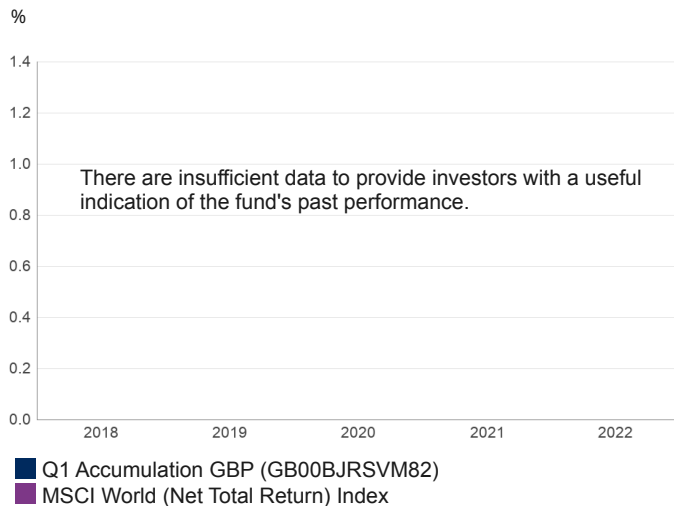 %
1.4
1.2
1.0
There are insufficient data to provide investors with a useful
indication of the fund's past performance.
0.8
0.6
0.4
0.2
0.0
2018 2019 2020 2021 2022
Q1 Accumulation GBP (GB00BJRSVM82)
MSCI World (Net Total Return) Index